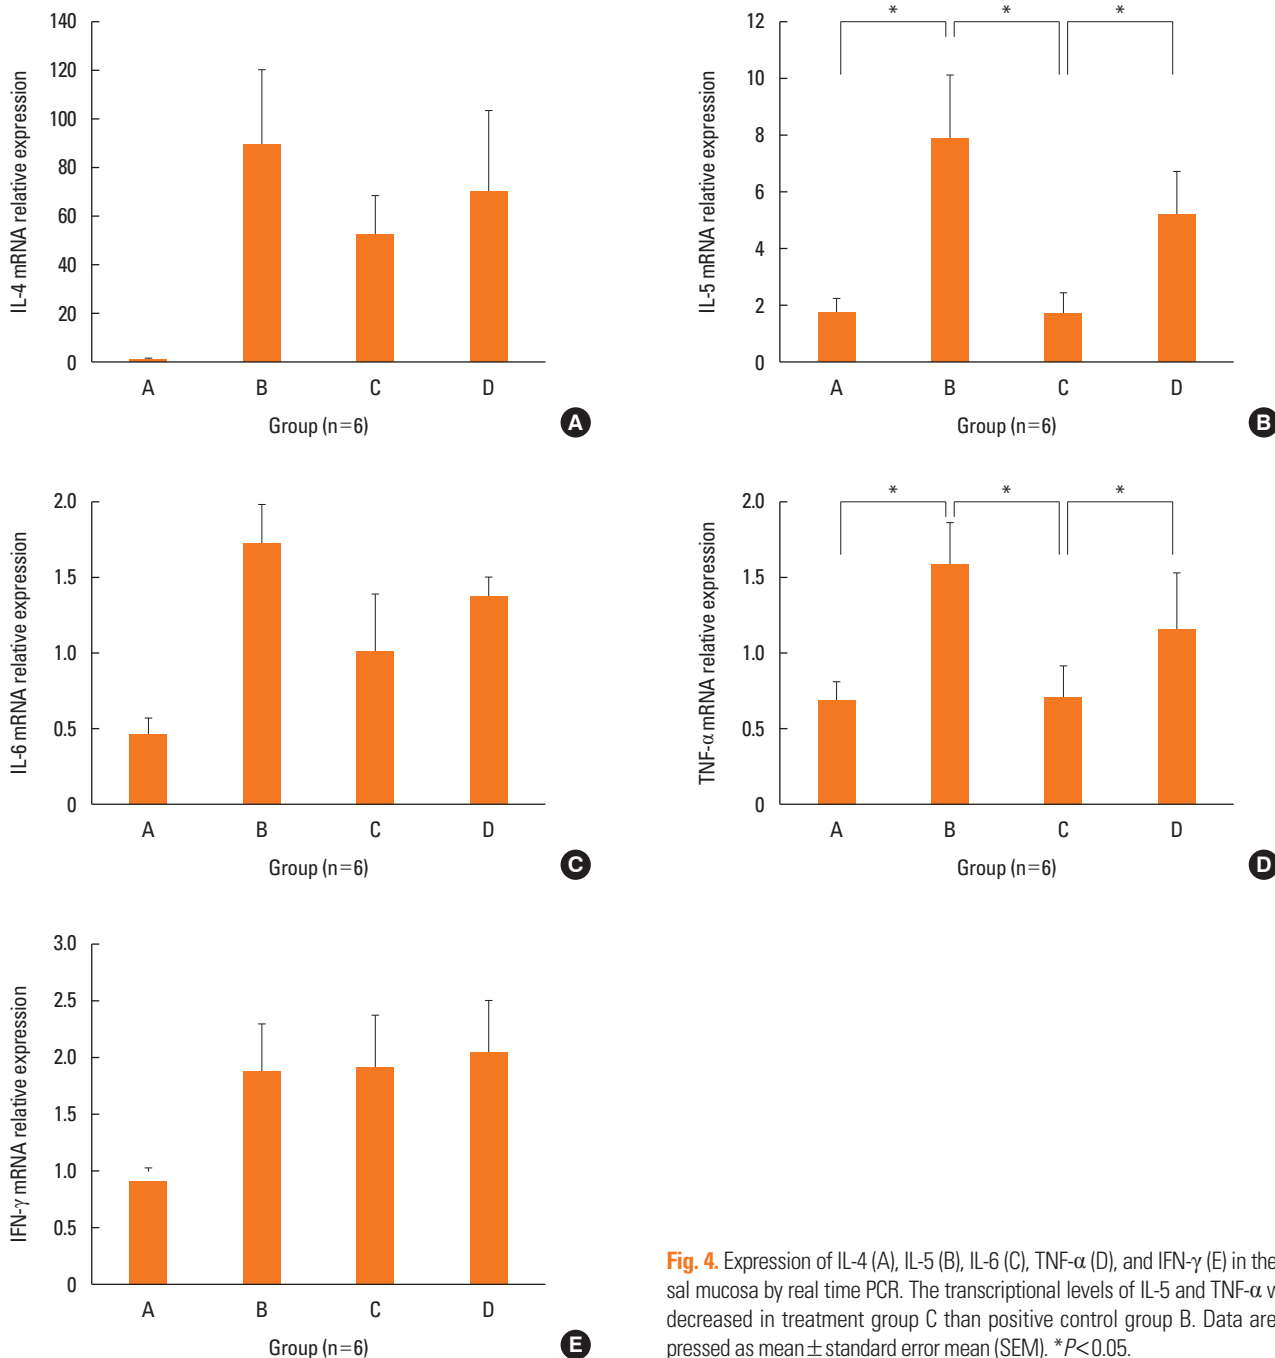 140
120
100
80
60
40
20
0
IL-4 mRNA relative expression
A B C D
Group (n=6)
A
12
10
8
6
4
2
0
IL-5 mRNA relative expression
* * *
A B C D
Group (n=6)
B
2.0
1.5
1.0
0.5
0
IL-6 mRNA relative expression
A B C D
Group (n=6)
C
2.0
1.5
1.0
0.5
0
TNF-α mRNA relative expression
* * *
A B C D
Group (n=6)
D
3.0
2.5
2.0
1.5
1.0
0.5
0
IFN-γ mRNA relative expression
A B C D
Group (n=6)
E
Fig. 4. Expression of IL-4 (A), IL-5 (B), IL-6 (C), TNF-α (D), and IFN-γ (E) in the
sal mucosa by real time PCR. The transcriptional levels of IL-5 and TNF-α
decreased in treatment group C than positive control group B. Data are
pressed as mean±standard error mean (SEM). *P<0.05.